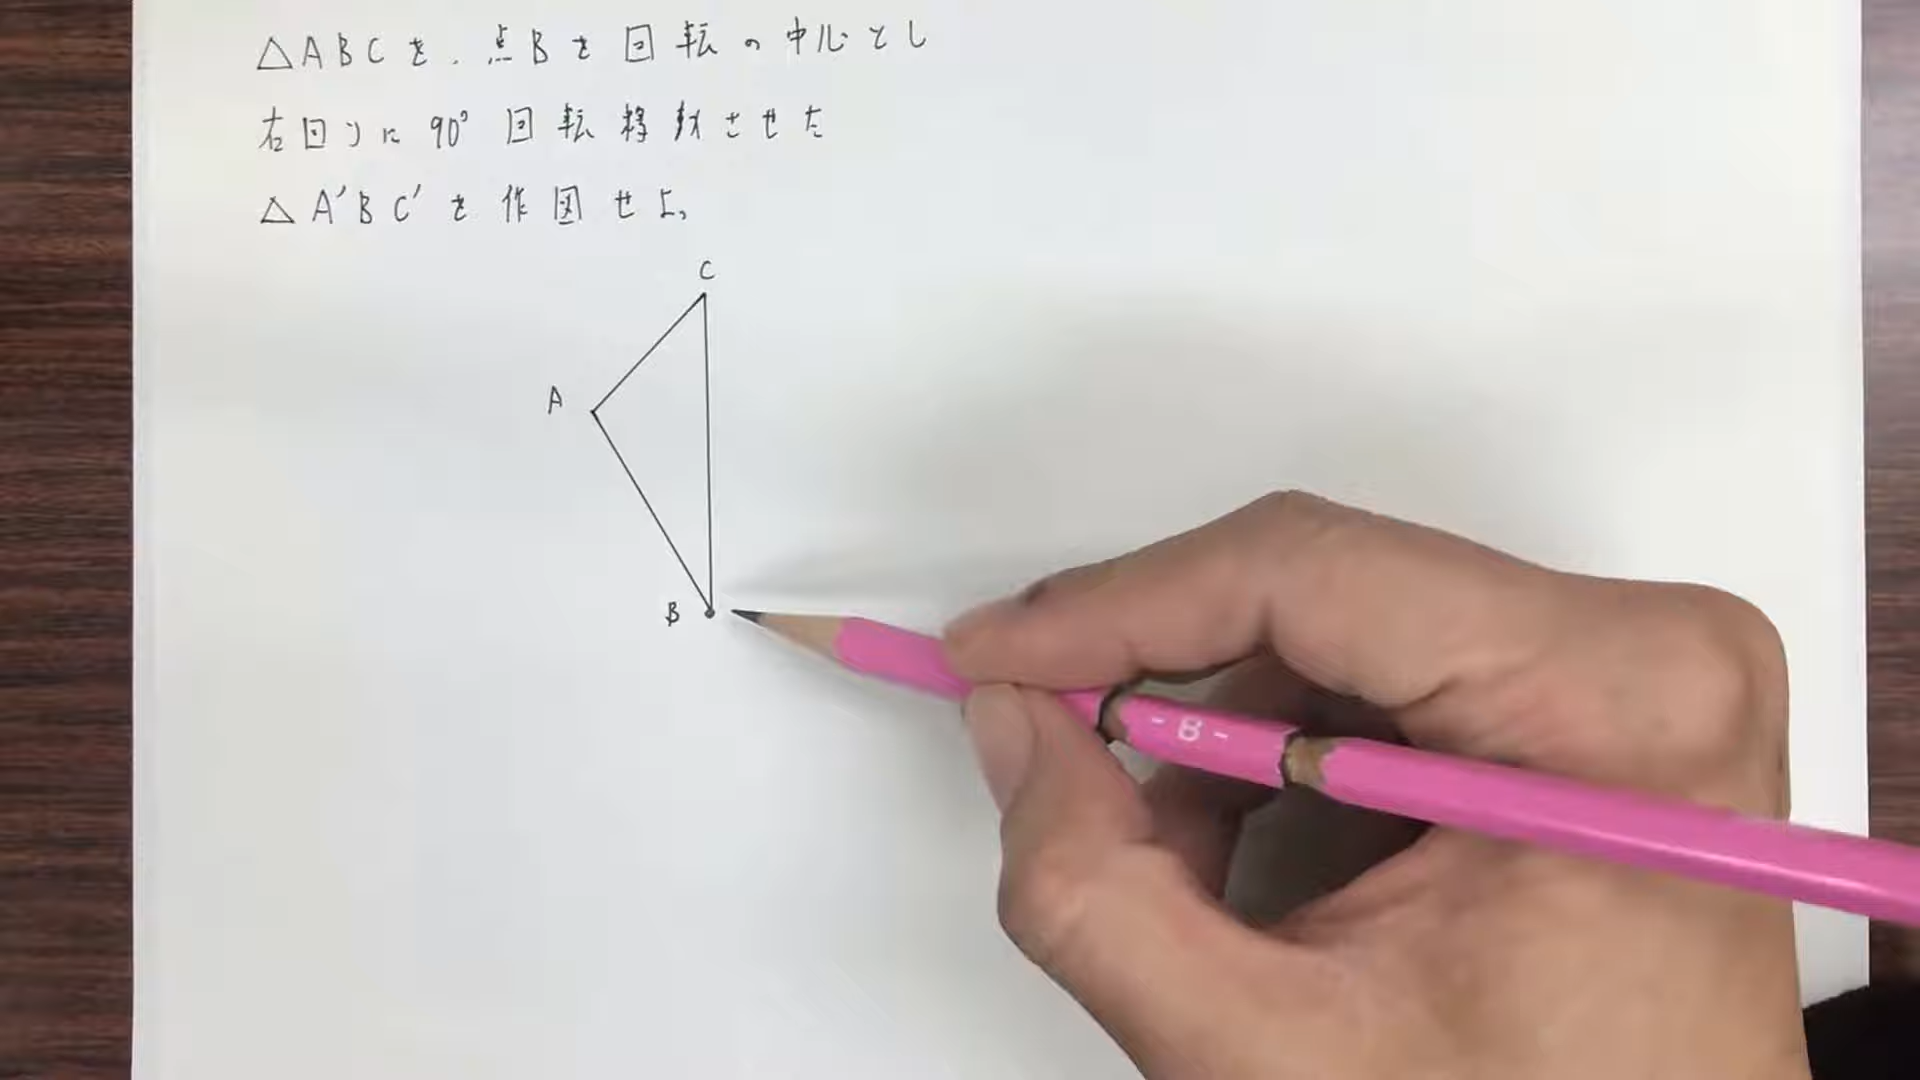 △ABCを、点Bを回転の中心とし
右回りに90°回転移動させた
△A'BC'を作図せよ。
C
A
B
- B -